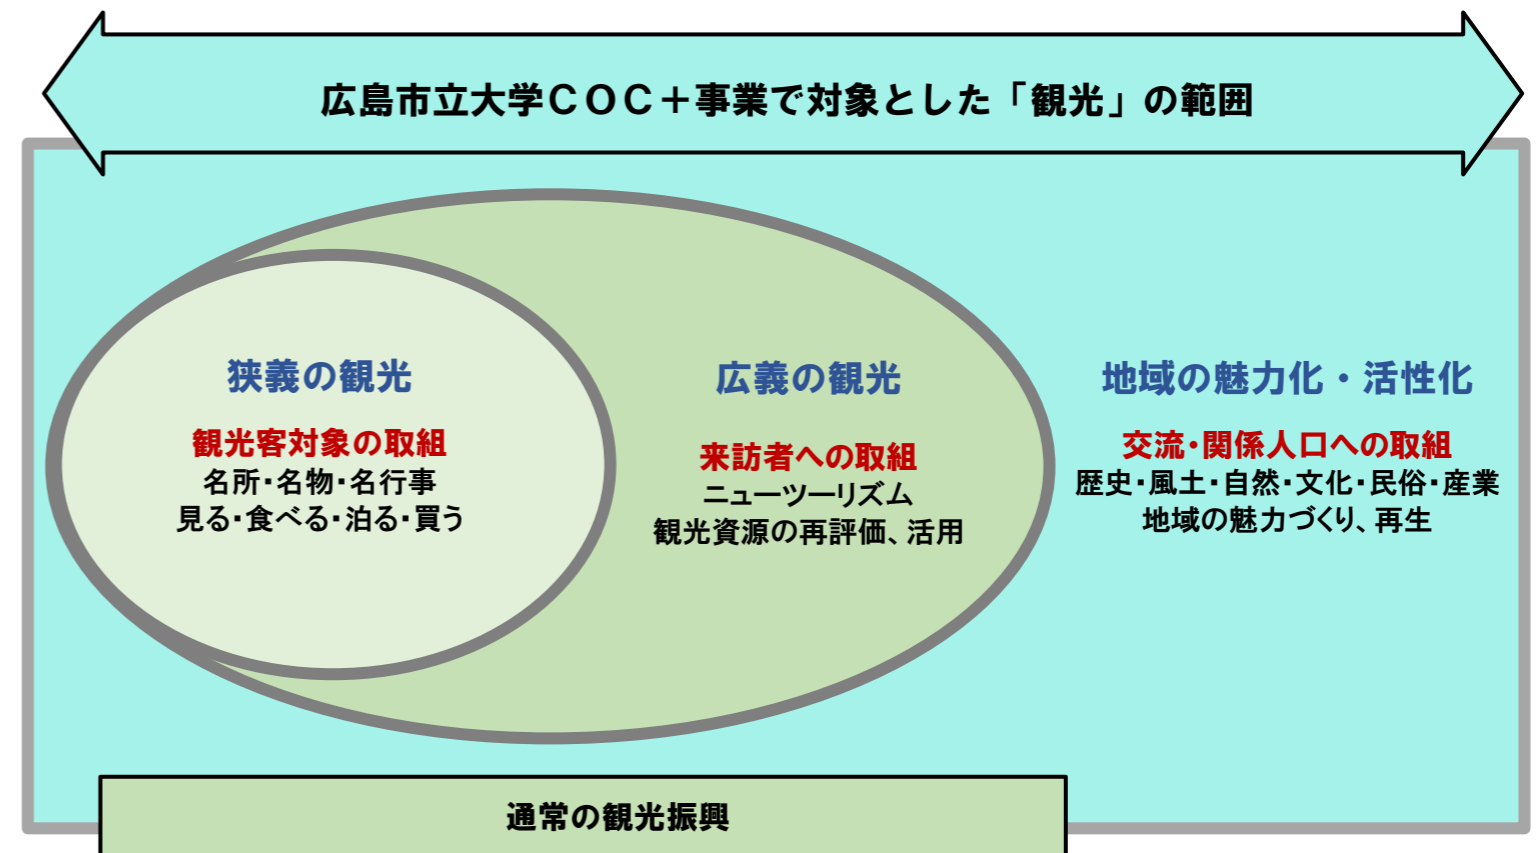 広島市立大学ＣＯＣ＋事業で対象とした「観光」の範囲
狭義の観光
観光客対象の取組
名所・名物・名行事
見る・食べる・泊る・買う
広義の観光
来訪者への取組
ニューツーリズム
観光資源の再評価、活用
地域の魅力化・活性化
交流・関係人口への取組
歴史・風土・自然・文化・民俗・産業
地域の魅力づくり、再生
通常の観光振興